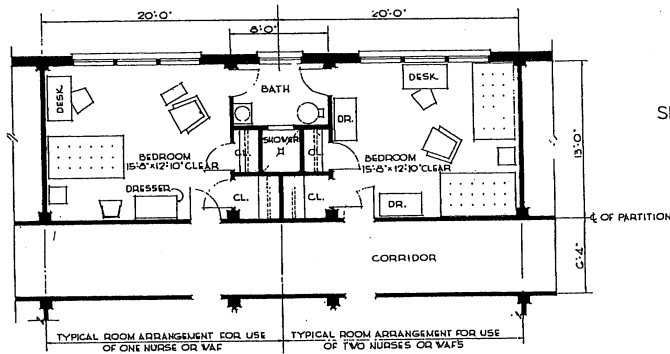 20'-0" 20'-0"
8'-0"
DESK
BATH
DESK
DR.
SHOWER
CL. CL.
BEDROOM
15'-8"x12'-10" CLEAR
BEDROOM
15'-8"x12'-10" CLEAR
DRESSER
CL. CL.
DR.
13'-0"
℄ OF PARTITION
CORRIDOR
6'-4"
TYPICAL ROOM ARRANGEMENT FOR USE
OF ONE NURSE OR WAF
TYPICAL ROOM ARRANGEMENT FOR USE
OF TWO NURSES OR WAFS